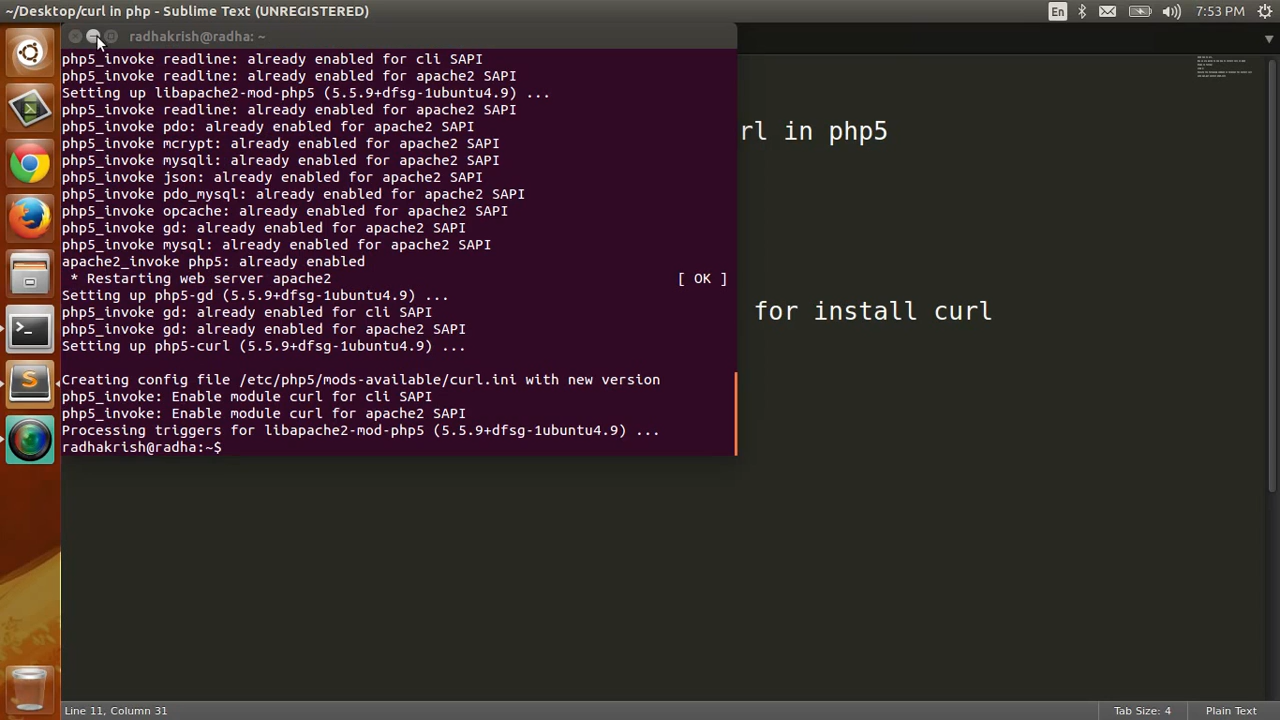 ~/Desktop/curl in php - Sublime Text (UNREGISTERED)
En
7:53 PM
radhakrish@radha: ~
php5_invoke readline: already enabled for cli SAPI
php5_invoke readline: already enabled for apache2 SAPI
Setting up libapache2-mod-php5 (5.5.9+dfsg-1ubuntu4.9) ...
php5_invoke readline: already enabled for apache2 SAPI
php5_invoke pdo: already enabled for apache2 SAPI
php5_invoke mcrypt: already enabled for apache2 SAPI
php5_invoke mysqli: already enabled for apache2 SAPI
php5_invoke json: already enabled for apache2 SAPI
php5_invoke pdo_mysql: already enabled for apache2 SAPI
php5_invoke opcache: already enabled for apache2 SAPI
php5_invoke gd: already enabled for apache2 SAPI
php5_invoke mysql: already enabled for apache2 SAPI
apache2_invoke php5: already enabled
* Restarting web server apache2 [ OK ]
Setting up php5-gd (5.5.9+dfsg-1ubuntu4.9) ...
php5_invoke gd: already enabled for cli SAPI
php5_invoke gd: already enabled for apache2 SAPI
Setting up php5-curl (5.5.9+dfsg-1ubuntu4.9) ...
Creating config file /etc/php5/mods-available/curl.ini with new version
php5_invoke: Enable module curl for cli SAPI
php5_invoke: Enable module curl for apache2 SAPI
Processing triggers for libapache2-mod-php5 (5.5.9+dfsg-1ubuntu4.9) ...
radhakrish@radha:~$
rl in php5
for install curl
Line 11, Column 31
Tab Size: 4
Plain Text